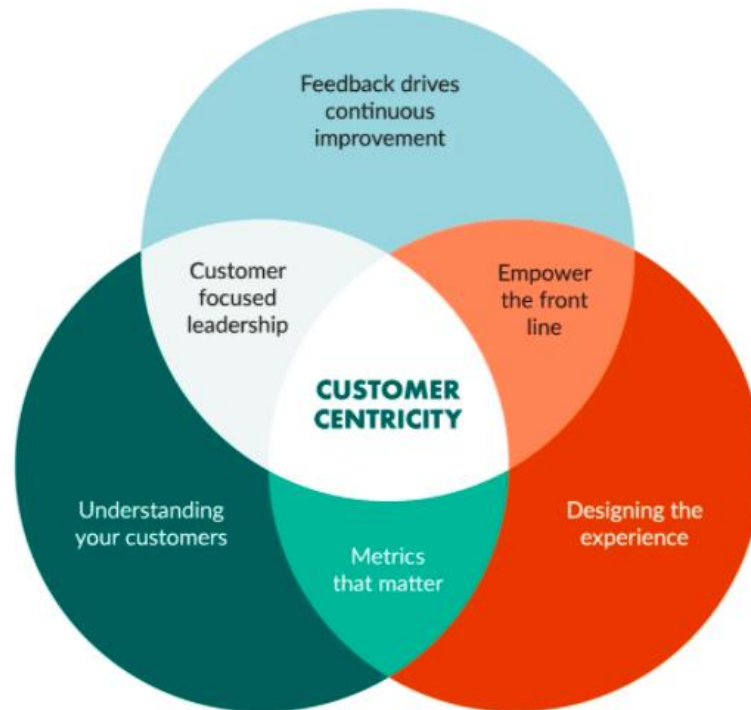 Feedback drives
continuous
improvement
Customer
focused
leadership
Empower
the front
line
CUSTOMER
CENTRICITY
Understanding
your customers
Designing the
experience
Metrics
that matter